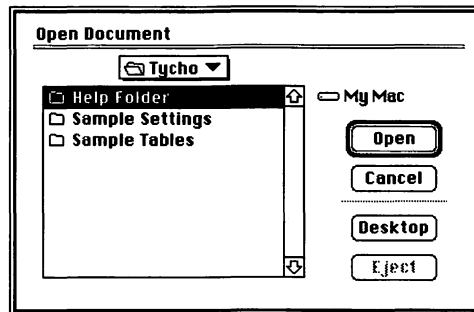 Open Document
Tycho
Help Folder
Sample Settings
Sample Tables
My Mac
Open
Cancel
Desktop
Eject